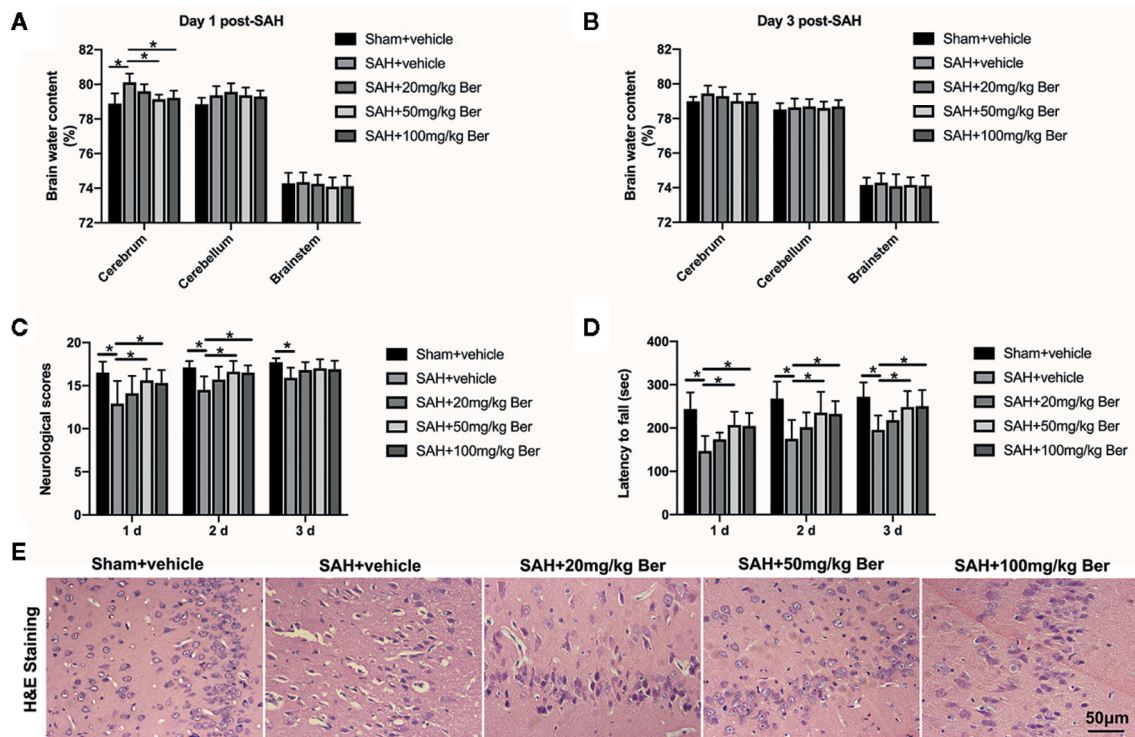 A
Day 1 post-SAH
Brain water content
(%)
82
80
78
76
74
72
* * *
Cerebrum
Cerebellum
Brainstem
Sham+vehicle
SAH+vehicle
SAH+20mg/kg Ber
SAH+50mg/kg Ber
SAH+100mg/kg Ber
B
Day 3 post-SAH
Brain water content
(%)
82
80
78
76
74
72
Cerebrum
Cerebellum
Brainstem
Sham+vehicle
SAH+vehicle
SAH+20mg/kg Ber
SAH+50mg/kg Ber
SAH+100mg/kg Ber
C
Neurological scores
20
15
10
5
0
* * * * * * *
1 d
2 d
3 d
Sham+vehicle
SAH+vehicle
SAH+20mg/kg Ber
SAH+50mg/kg Ber
SAH+100mg/kg Ber
D
Latency to fall (sec)
400
300
200
100
0
* * * * * * * * *
1 d
2 d
3 d
Sham+vehicle
SAH+vehicle
SAH+20mg/kg Ber
SAH+50mg/kg Ber
SAH+100mg/kg Ber
E
H&E Staining
Sham+vehicle
SAH+vehicle
SAH+20mg/kg Ber
SAH+50mg/kg Ber
SAH+100mg/kg Ber
50μm